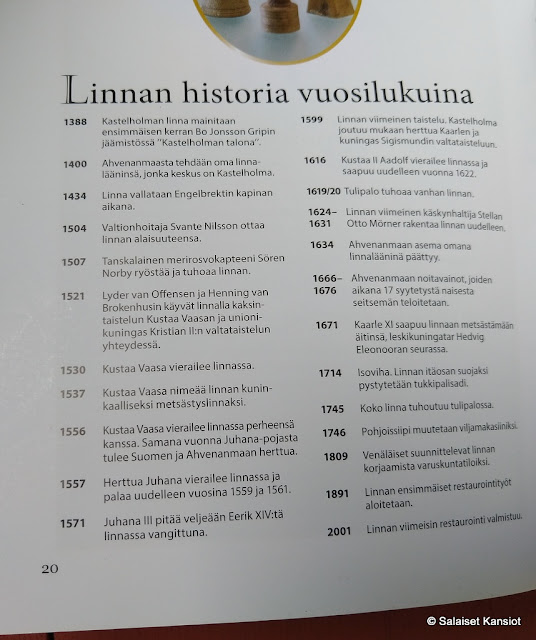 Linnan historia vuosilukuina
1388 Kastelholman linna mainitaan
ensimmäisen kerran Bo Jonsson Gripin
jäämistössä "Kastelholman talona".
1400 Ahvenanmaasta tehdään oma linna-
lääninsä, jonka keskus on Kastelholma.
1434 Linna vallataan Engelbrektin kapinan
aikana.
1504 Valtionhoitaja Svante Nilsson ottaa
linnan alaisuuteensa.
1507 Tanskalainen merirosvokapteeni Sören
Norby ryöstää ja tuhoaa linnan.
1521 Lyder van Offensen ja Henning van
Brokenhusin käyvät linnalla kaksin-
taistelun Kustaa Vaasan ja unioni-
kuningas Kristian II:n valtataistelun
yhteydessä.
1530 Kustaa Vaasa vierailee linnassa.
1537 Kustaa Vaasa nimeää linnan kunin-
kaalliseksi metsästyslinnaksi.
1556 Kustaa Vaasa vierailee linnassa perheensä
kanssa. Samana vuonna Juhana-pojasta
tulee Suomen ja Ahvenanmaan herttua.
1557 Herttua Juhana vierailee linnassa ja
palaa uudelleen vuosina 1559 ja 1561.
1571 Juhana III pitää veljeään Eerik XIV:tä
linnassa vangittuna.
1599 Linnan viimeinen taistelu. Kastelholma
joutuu mukaan herttua Kaarlen ja
kuningas Sigismundin valtataisteluun.
1616 Kustaa II Aadolf vierailee linnassa ja
saapuu uudelleen vuonna 1622.
1619/20 Tulipalo tuhoaa vanhan linnan.
1624– Linnan viimeinen käskynhaltija Stellan
1631 Otto Mörner rakentaa linnan uudelleen.
1634 Ahvenanmaan asema omana
linnalääninä päättyy.
1666– Ahvenanmaan noitavainot, joiden
1676 aikana 17 syytetystä naisesta
seitsemän teloitetaan.
1671 Kaarle XI saapuu linnaan metsästämään
äitinsä, leskikuningatar Hedvig
Eleonooran seurassa.
1714 Isoviha. Linnan itäosan suojaksi
pystytetään tukkipalisadi.
1745 Koko linna tuhoutuu tulipalossa.
1746 Pohjoissiipi muutetaan viljamakasiiniksi.
1809 Venäläiset suunnittelevat linnan
korjaamista varuskuntatiloiksi.
1891 Linnan ensimmäiset restaurointityöt
aloitetaan.
2001 Linnan viimeisin restaurointi valmistuu.
20
© Salaiset Kansiot